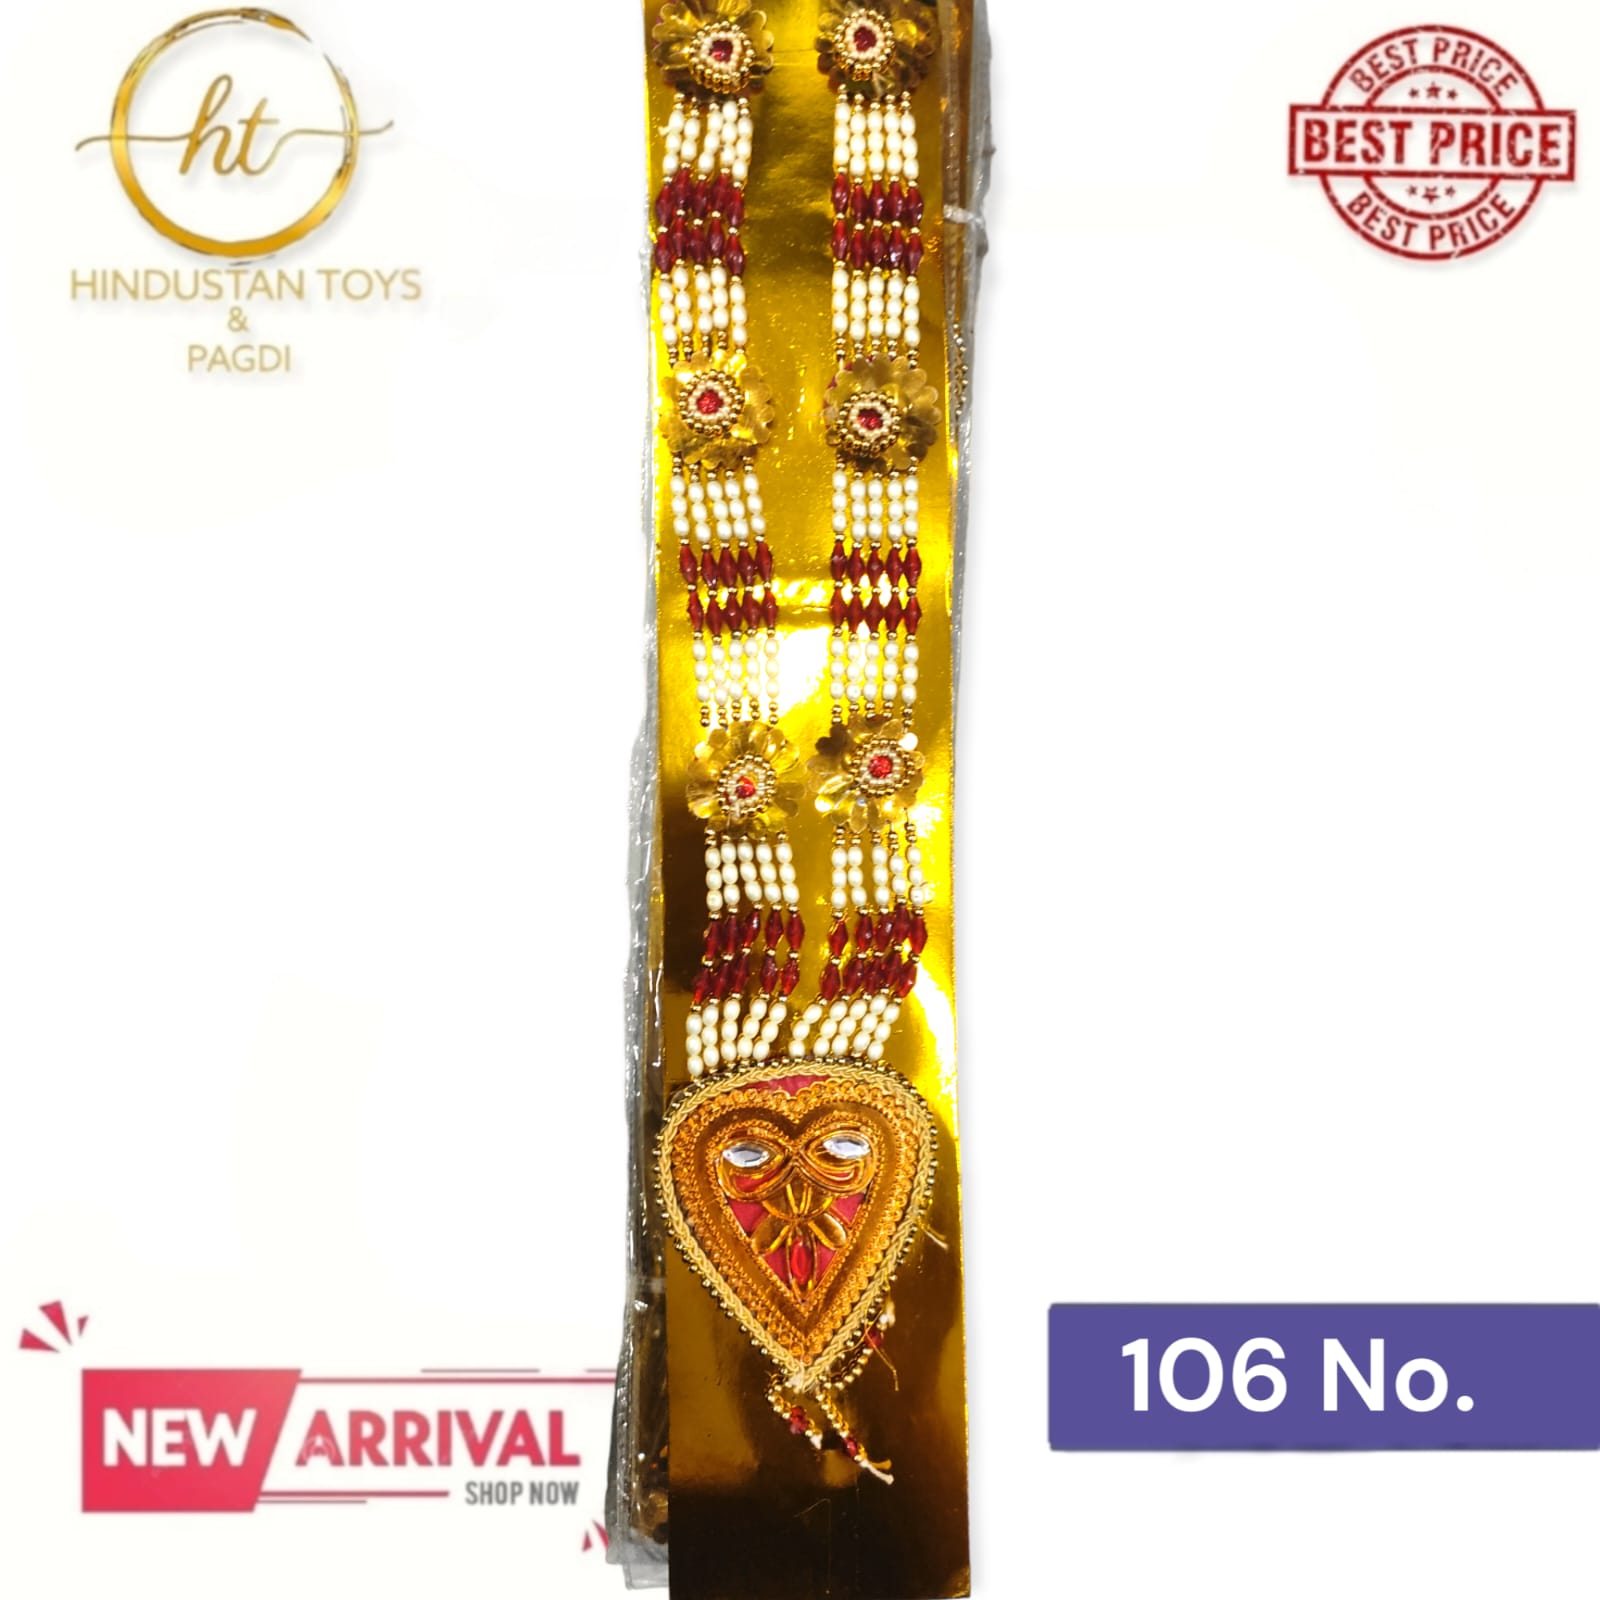 ht
HINDUSTAN TOYS
&
PAGDI
BEST PRICE
BEST PRICE
BEST PRICE
NEW ARRIVAL
SHOP NOW
106 No.